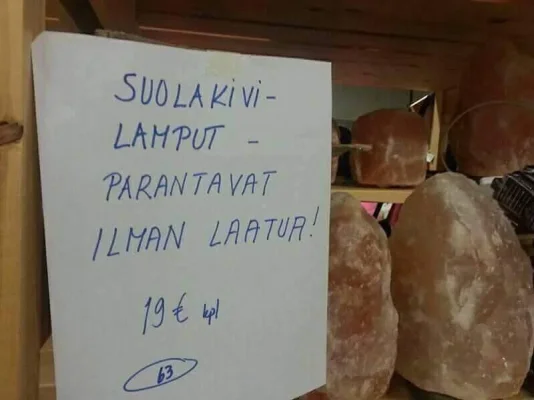 SUOLAKIVI-
LAMPUT -
PARANTAVAT
ILMAN LAATUA!
19 € kpl
63